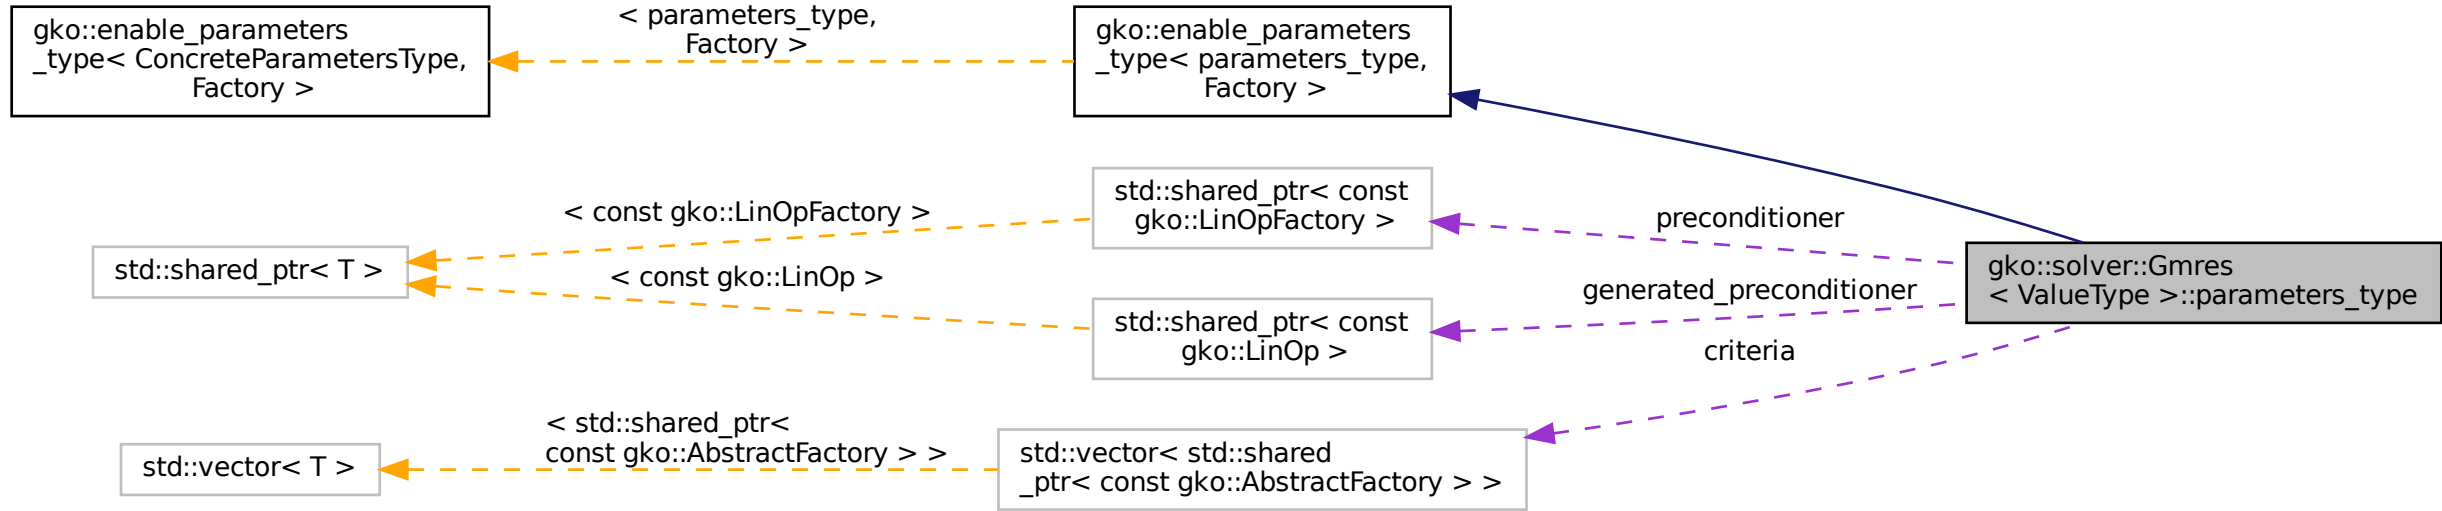 gko::enable_parameters
_type< ConcreteParametersType,
Factory >
< parameters_type,
Factory >
gko::enable_parameters
_type< parameters_type,
Factory >
std::shared_ptr< T >
< const gko::LinOpFactory >
< const gko::LinOp >
std::shared_ptr< const
gko::LinOpFactory >
std::shared_ptr< const
gko::LinOp >
preconditioner
generated_preconditioner
criteria
gko::solver::Gmres
< ValueType >::parameters_type
std::vector< T >
< std::shared_ptr<
const gko::AbstractFactory > >
std::vector< std::shared
_ptr< const gko::AbstractFactory > >